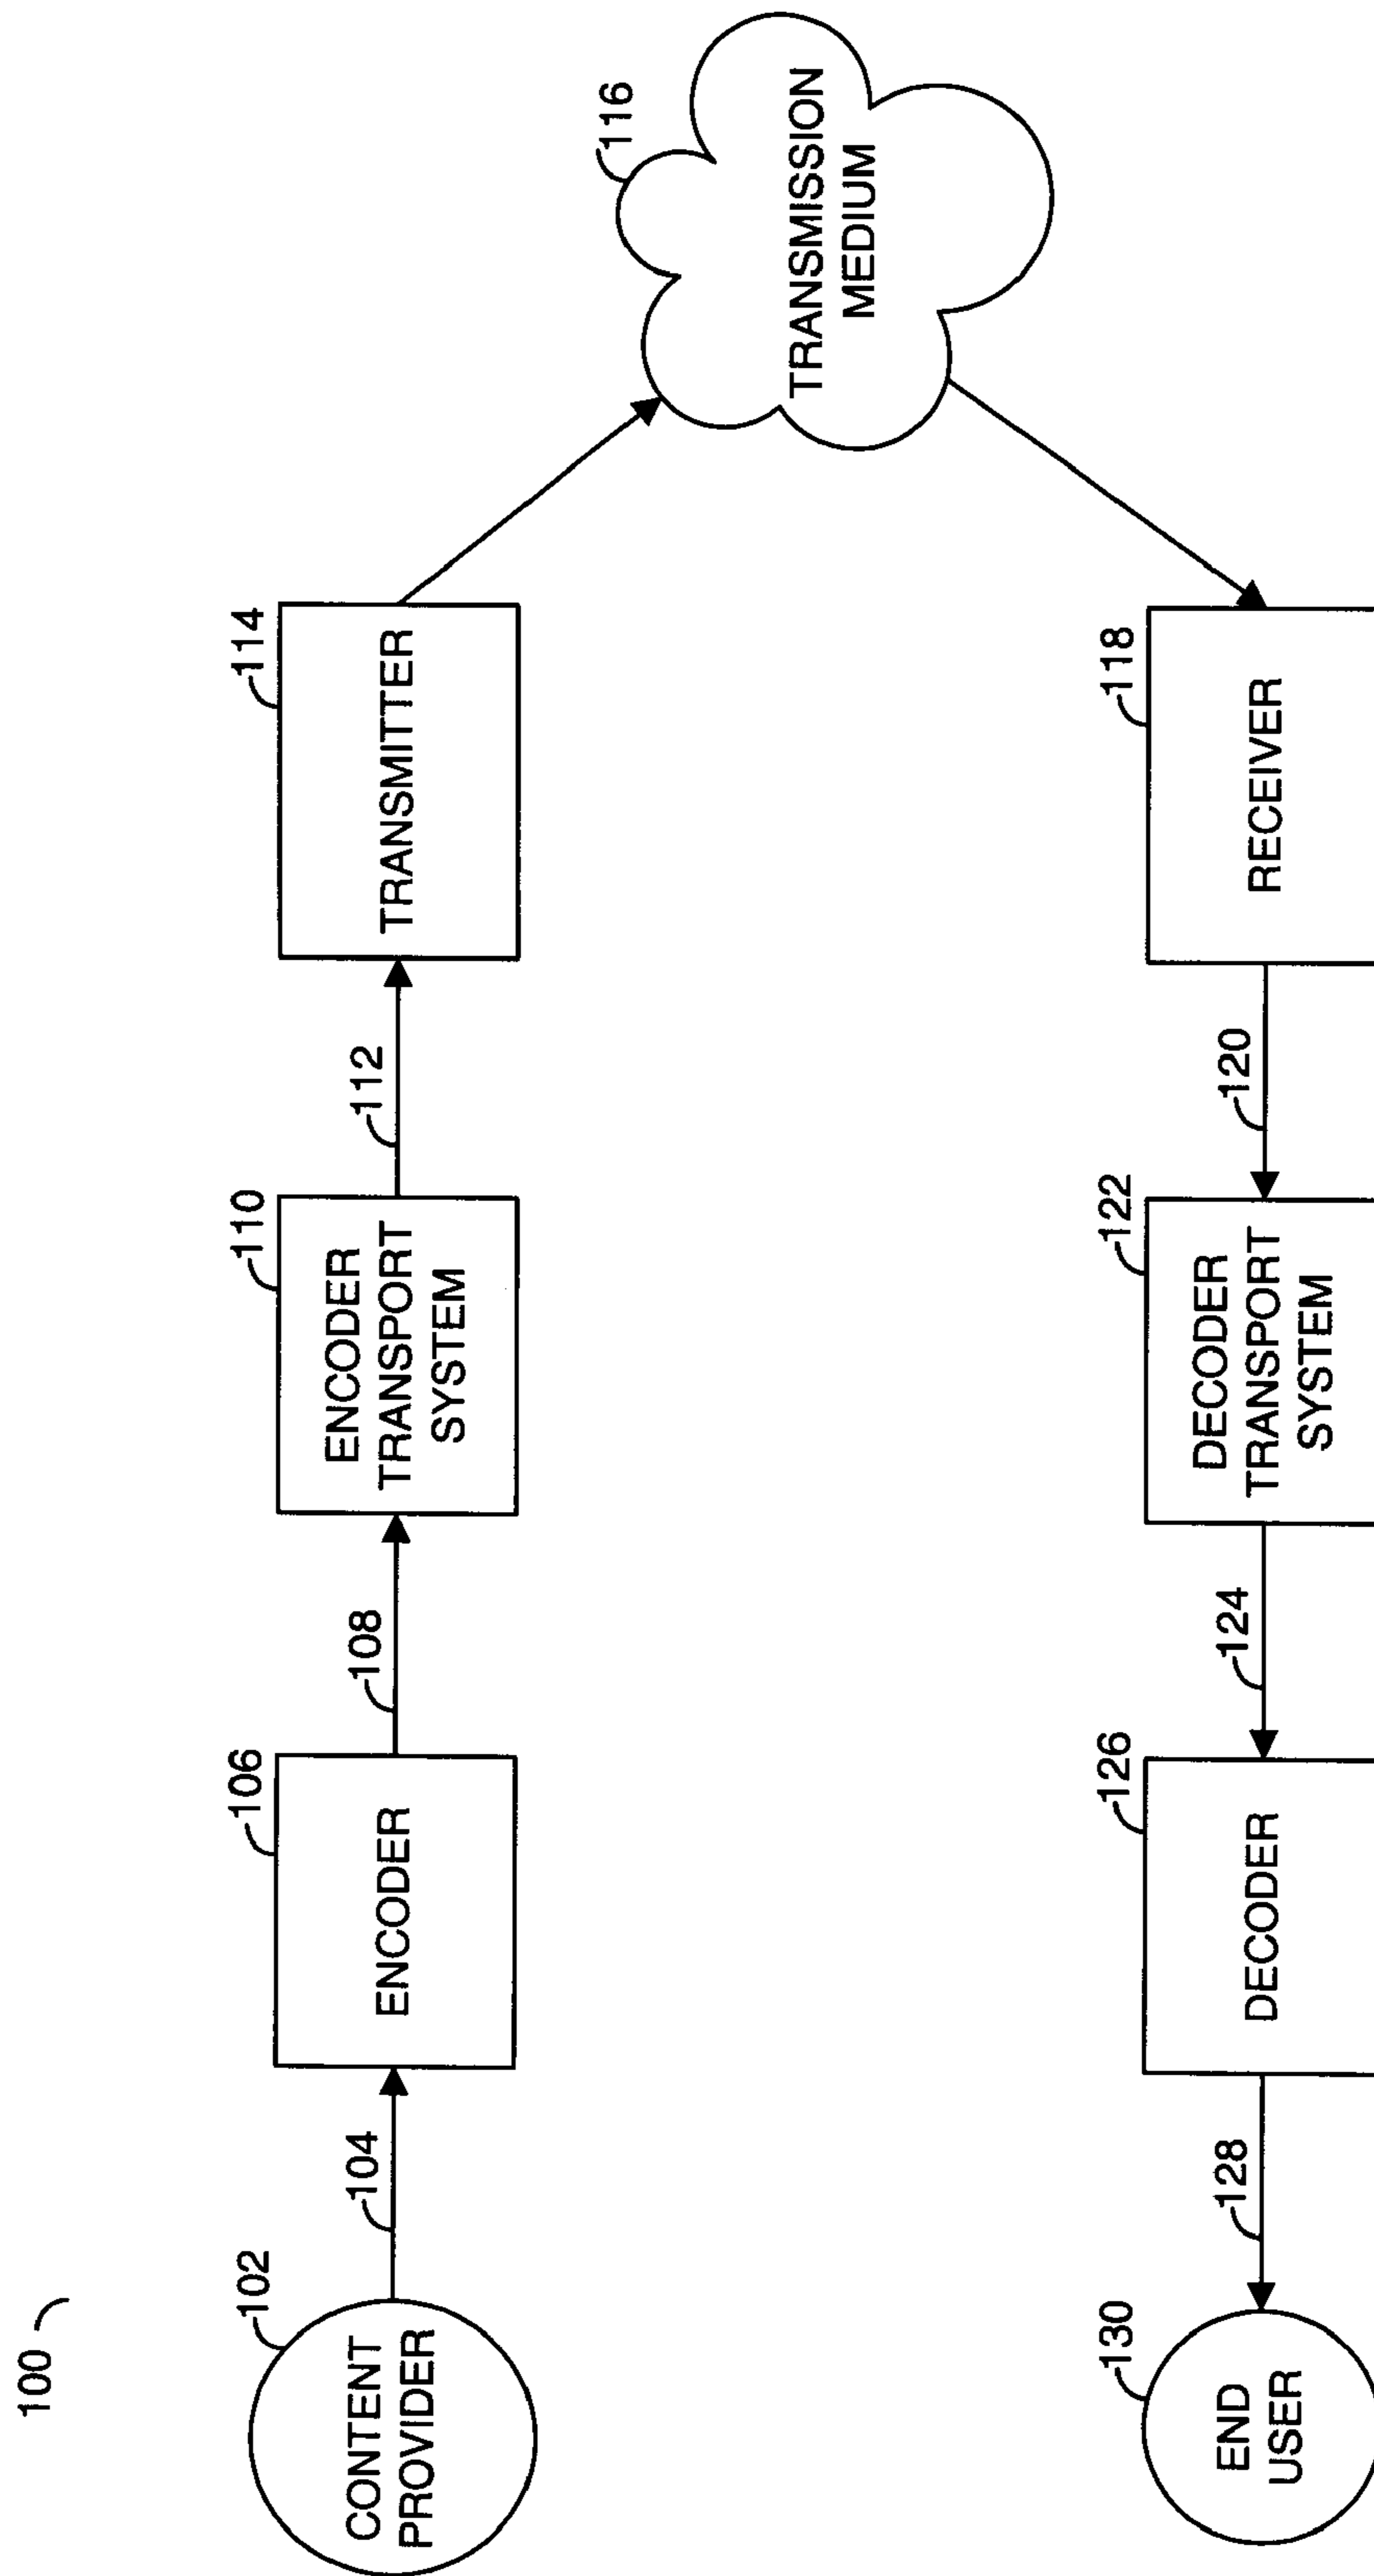 100
102
CONTENT
PROVIDER
104
106
ENCODER
108
110
ENCODER
TRANSPORT
SYSTEM
112
114
TRANSMITTER
116
TRANSMISSION
MEDIUM
118
RECEIVER
120
122
DECODER
TRANSPORT
SYSTEM
124
126
DECODER
128
130
END
USER